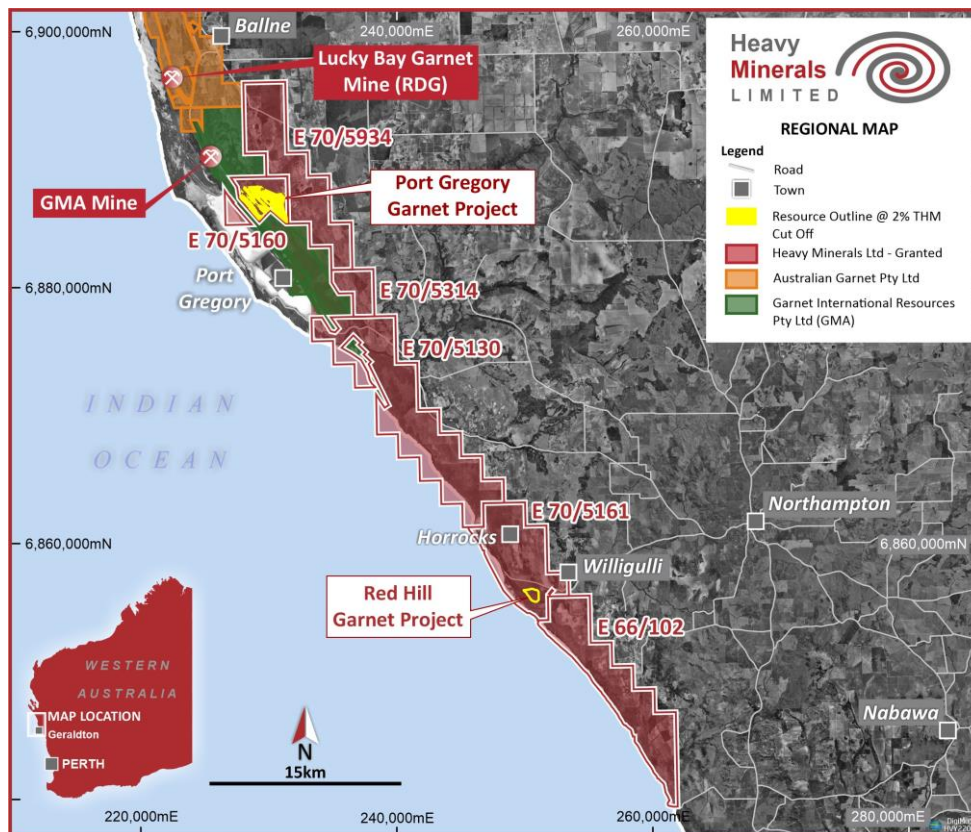 6,900,000mN
Ballne
240,000mE
260,000mE
Lucky Bay Garnet
Mine (RDG)
Heavy
Minerals
LIMITED
REGIONAL MAP
Legend
Road
Town
Resource Outline @ 2% THM
Cut Off
Heavy Minerals Ltd - Granted
Australian Garnet Pty Ltd
Garnet International Resources
Pty Ltd (GMA)
E 70/5934
GMA Mine
Port Gregory
Garnet Project
E 70/5160
Port
Gregory
6,880,000mN
E 70/5314
E 70/5130
INDIAN
OCEAN
E 70/5161
Northampton
Horrocks
6,860,000mN
6,860,000mN
Willigulli
Red Hill
Garnet Project
E 66/102
WESTERN
AUSTRALIA
MAP LOCATION
Geraldton
PERTH
Nabawa
N
15km
220,000mE
240,000mE
260,000mE
280,000mE